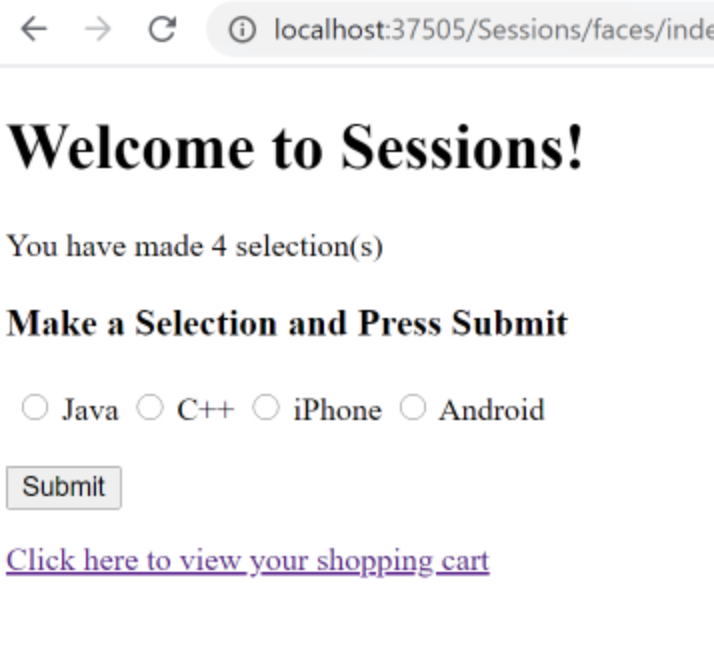 localhost:37505/Sessions/faces/inde
Welcome to Sessions!
You have made 4 selection(s)
Make a Selection and Press Submit
Java C++ iPhone Android
Submit
Click here to view your shopping cart